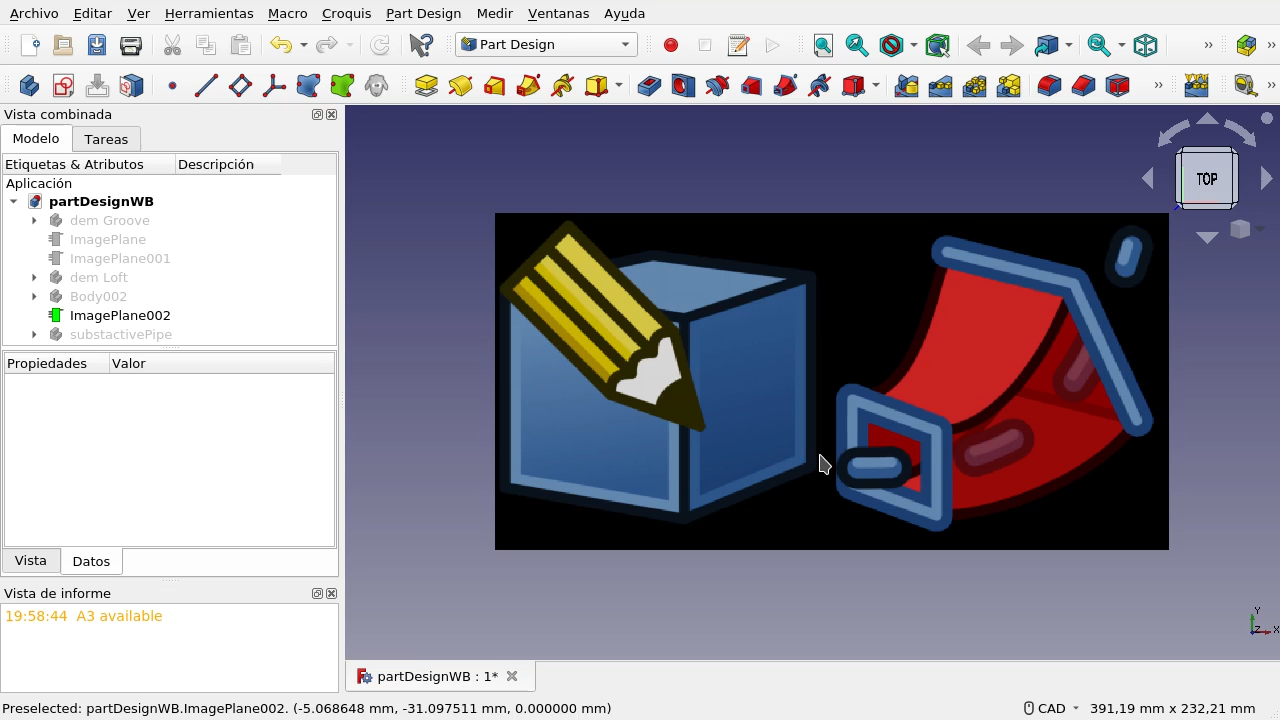 Archivo Editar Ver Herramientas Macro Croquis Part Design Medir Ventanas Ayuda
Part Design
Vista combinada
Modelo Tareas
Etiquetas & Atributos Descripción
Aplicación
partDesignWB
dem Groove
ImagePlane
ImagePlane001
dem Loft
Body002
ImagePlane002
substactivePipe
Propiedades Valor
Vista Datos
Vista de informe
19:58:44 A3 available
TOP
Y
Z X
partDesignWB : 1*
Preselected: partDesignWB.ImagePlane002. (-5.068648 mm, -31.097511 mm, 0.000000 mm)
CAD 391,19 mm x 232,21 mm